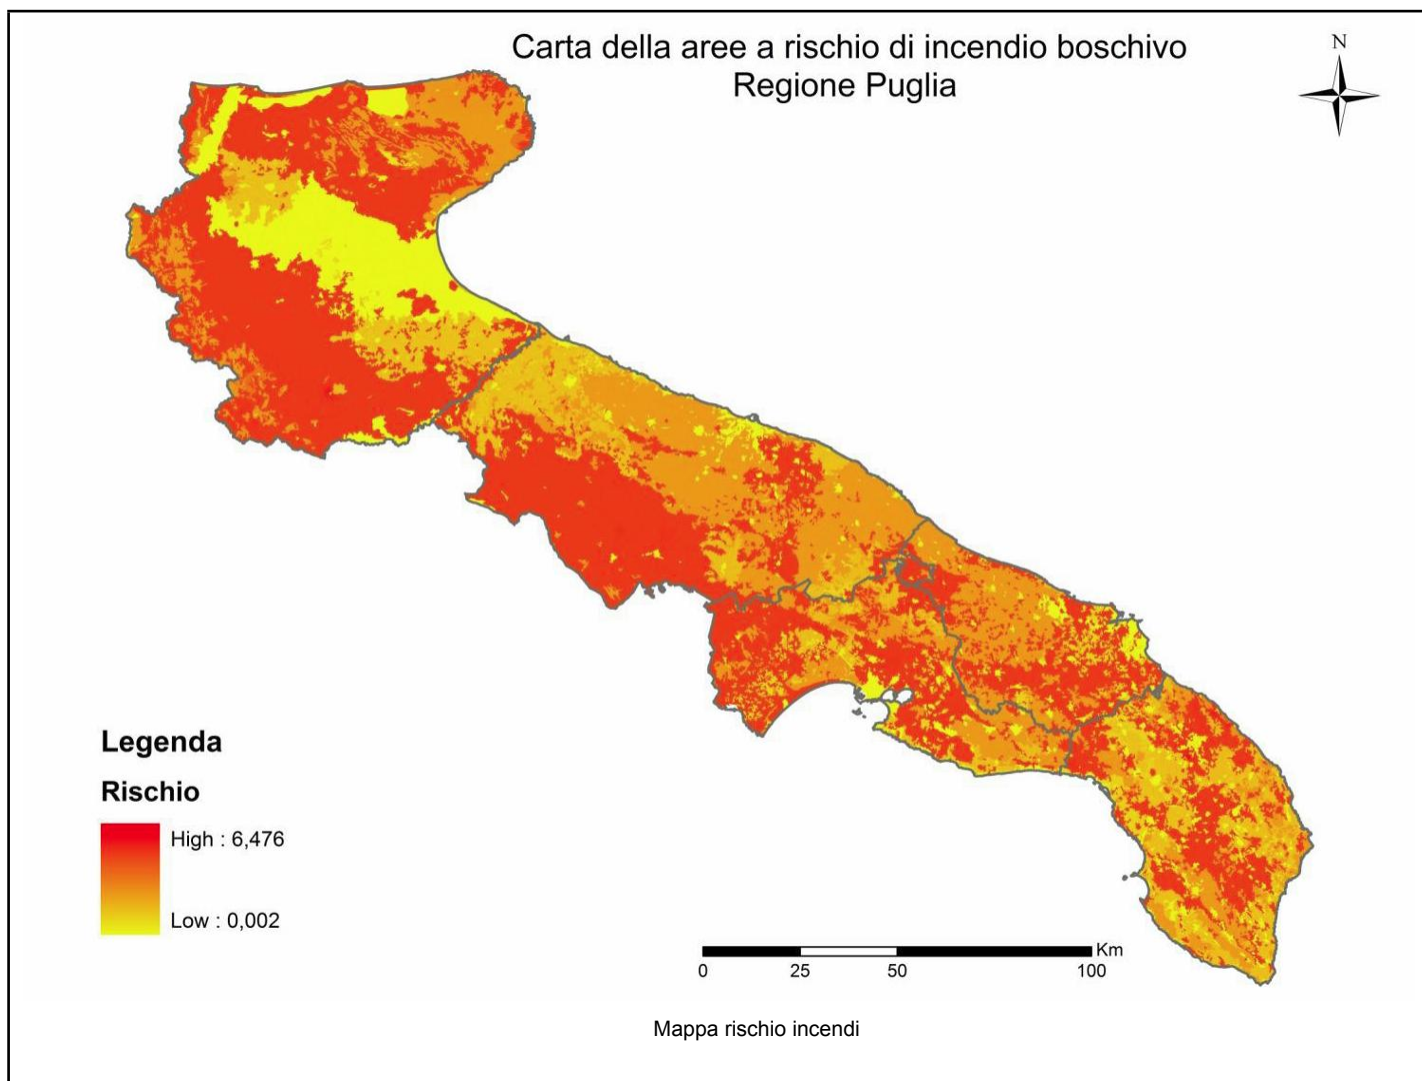 Carta della aree a rischio di incendio boschivo
Regione Puglia
N
Legenda
Rischio
High : 6,476
Low : 0,002
Km
0 25 50 100
Mappa rischio incendi